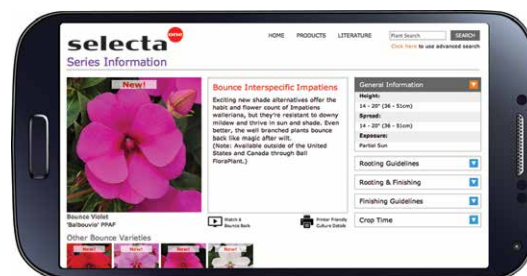 selecta one
HOME PRODUCTS LITERATURE
Plant Search SEARCH
Click here to use advanced search
Series Information
New!
Bounce Interspecific Impatiens
Exciting new shade alternatives offer the
habit and flower count of Impatiens
walleriana, but they're resistant to downy
mildew and thrive in sun and shade. Even
better, the well branched plants bounce
back like magic after wilt.
(Note: Available outside of the United
States and Canada through Ball
FloraPlant.)
General Information
Height:
14 - 20" (36 - 51cm)
Spread:
14 - 20" (36 - 51cm)
Exposure:
Partial Sun
Rooting Guidelines
Rooting & Finishing
Finishing Guidelines
Crop Time
Bounce Violet
'Balbouvio' PPAF
Watch it
Bounce Back
Printer Friendly
Culture Details
Other Bounce Varieties
New!
New!
New!
New!